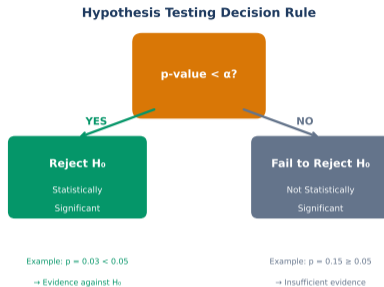 Hypothesis Testing Decision Rule
p-value < α?
YES
NO
Reject H₀
Statistically
Significant
Fail to Reject H₀
Not Statistically
Significant
Example: p = 0.03 < 0.05
→ Evidence against H₀
Example: p = 0.15 ≥ 0.05
→ Insufficient evidence